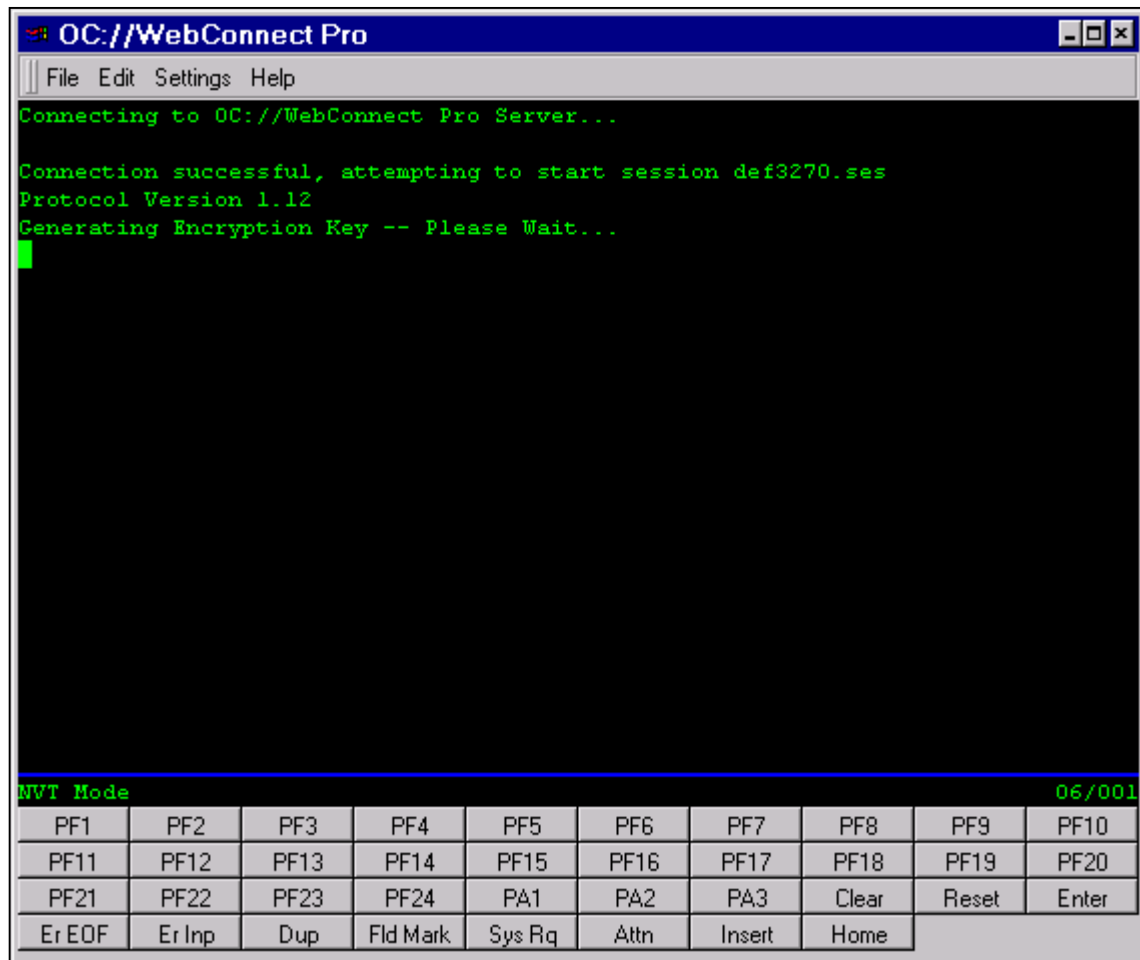 OC://WebConnect Pro
File Edit Settings Help
Connecting to OC://WebConnect Pro Server...
Connection successful, attempting to start session def3270.ses
Protocol Version 1.12
Generating Encryption Key -- Please Wait...
NVT Mode 06/001
PF1 PF2 PF3 PF4 PF5 PF6 PF7 PF8 PF9 PF10
PF11 PF12 PF13 PF14 PF15 PF16 PF17 PF18 PF19 PF20
PF21 PF22 PF23 PF24 PA1 PA2 PA3 Clear Reset Enter
Er EOF Er Inp Dup Fld Mark Sys Rq Attn Insert Home